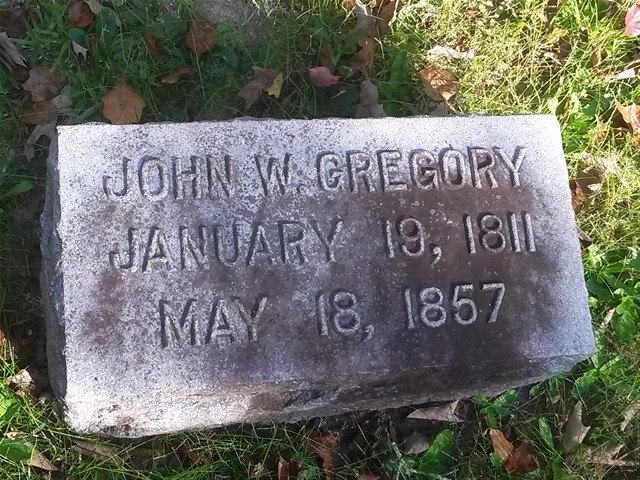 JOHN W. GREGORY
JANUARY 19, 1811
MAY 18, 1857